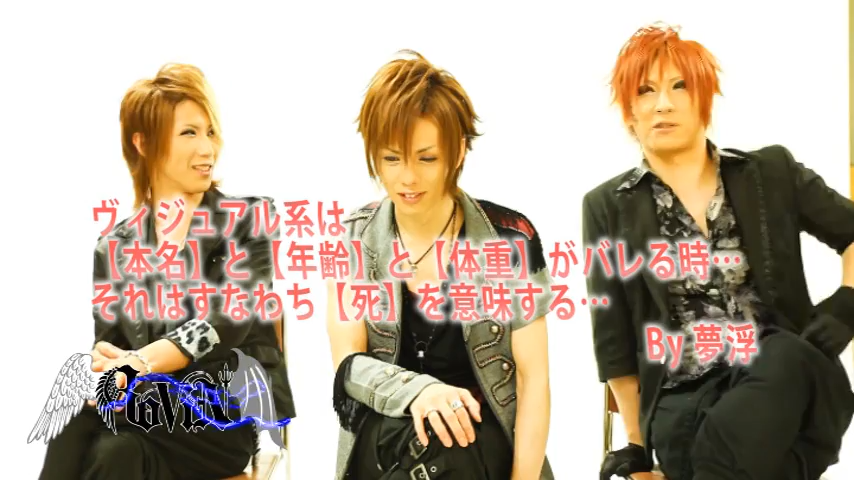 ヴィジュアル系は
【本名】と【年齢】と【体重】がバレる時…
それはすなわち【死】を意味する…
By 夢浮